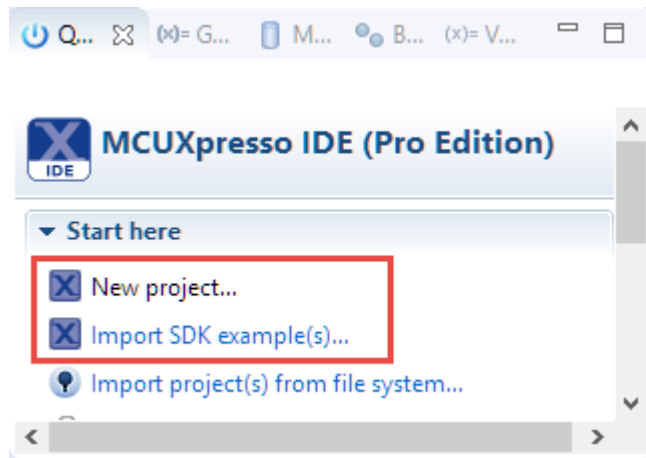 Q... (x)= G... M... B... (x)= V...
IDE MCUXpresso IDE (Pro Edition)
Start here
New project...
Import SDK example(s)...
Import project(s) from file system...